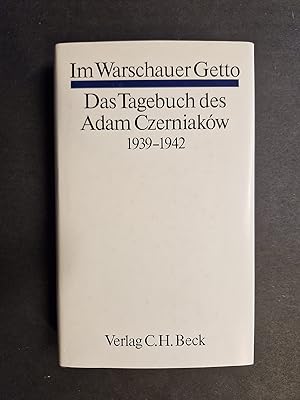 Im Warschauer Getto
Das Tagebuch des
Adam Czerniaków
1939–1942
Verlag C.H.Beck